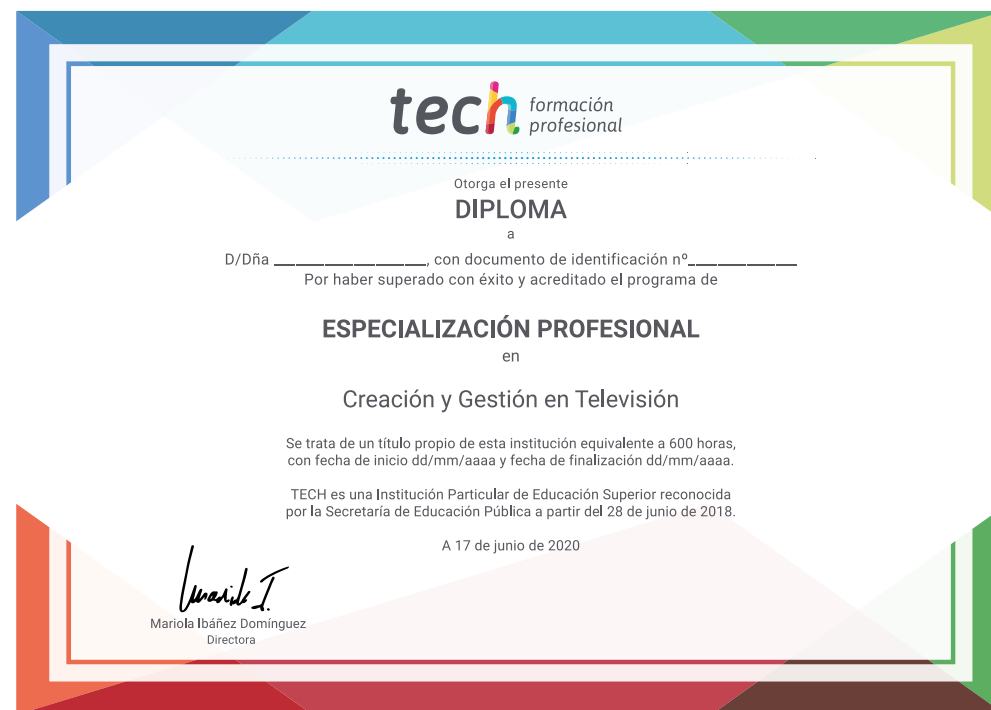 tech formación
profesional
Otorga el presente
DIPLOMA
a
D/Dña ________________, con documento de identificación nº___________
Por haber superado con éxito y acreditado el programa de
ESPECIALIZACIÓN PROFESIONAL
en
Creación y Gestión en Televisión
Se trata de un título propio de esta institución equivalente a 600 horas,
con fecha de inicio dd/mm/aaaa y fecha de finalización dd/mm/aaaa.
TECH es una Institución Particular de Educación Superior reconocida
por la Secretaría de Educación Pública a partir del 28 de junio de 2018.
A 17 de junio de 2020
Mariola Ibáñez Domínguez
Directora